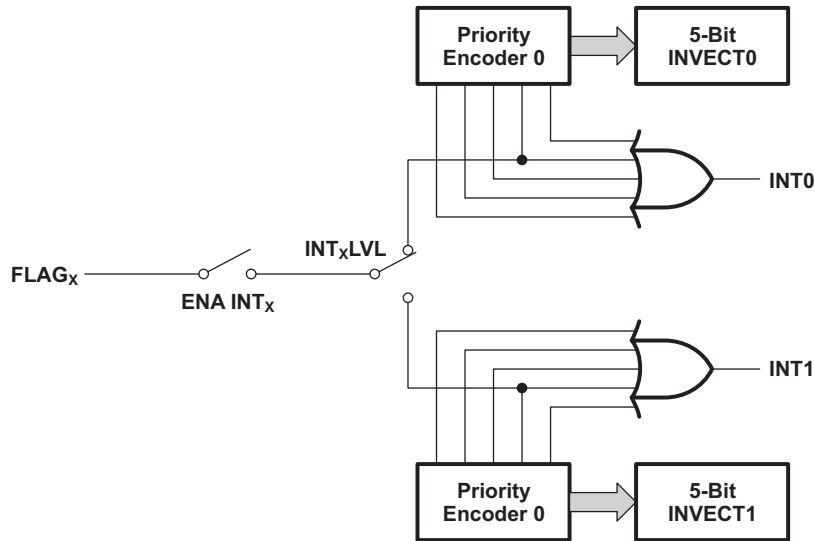 Priority
Encoder 0
5-Bit
INVECT0
INT0
INTXLVL
FLAGX
ENA INTX
INT1
Priority
Encoder 0
5-Bit
INVECT1